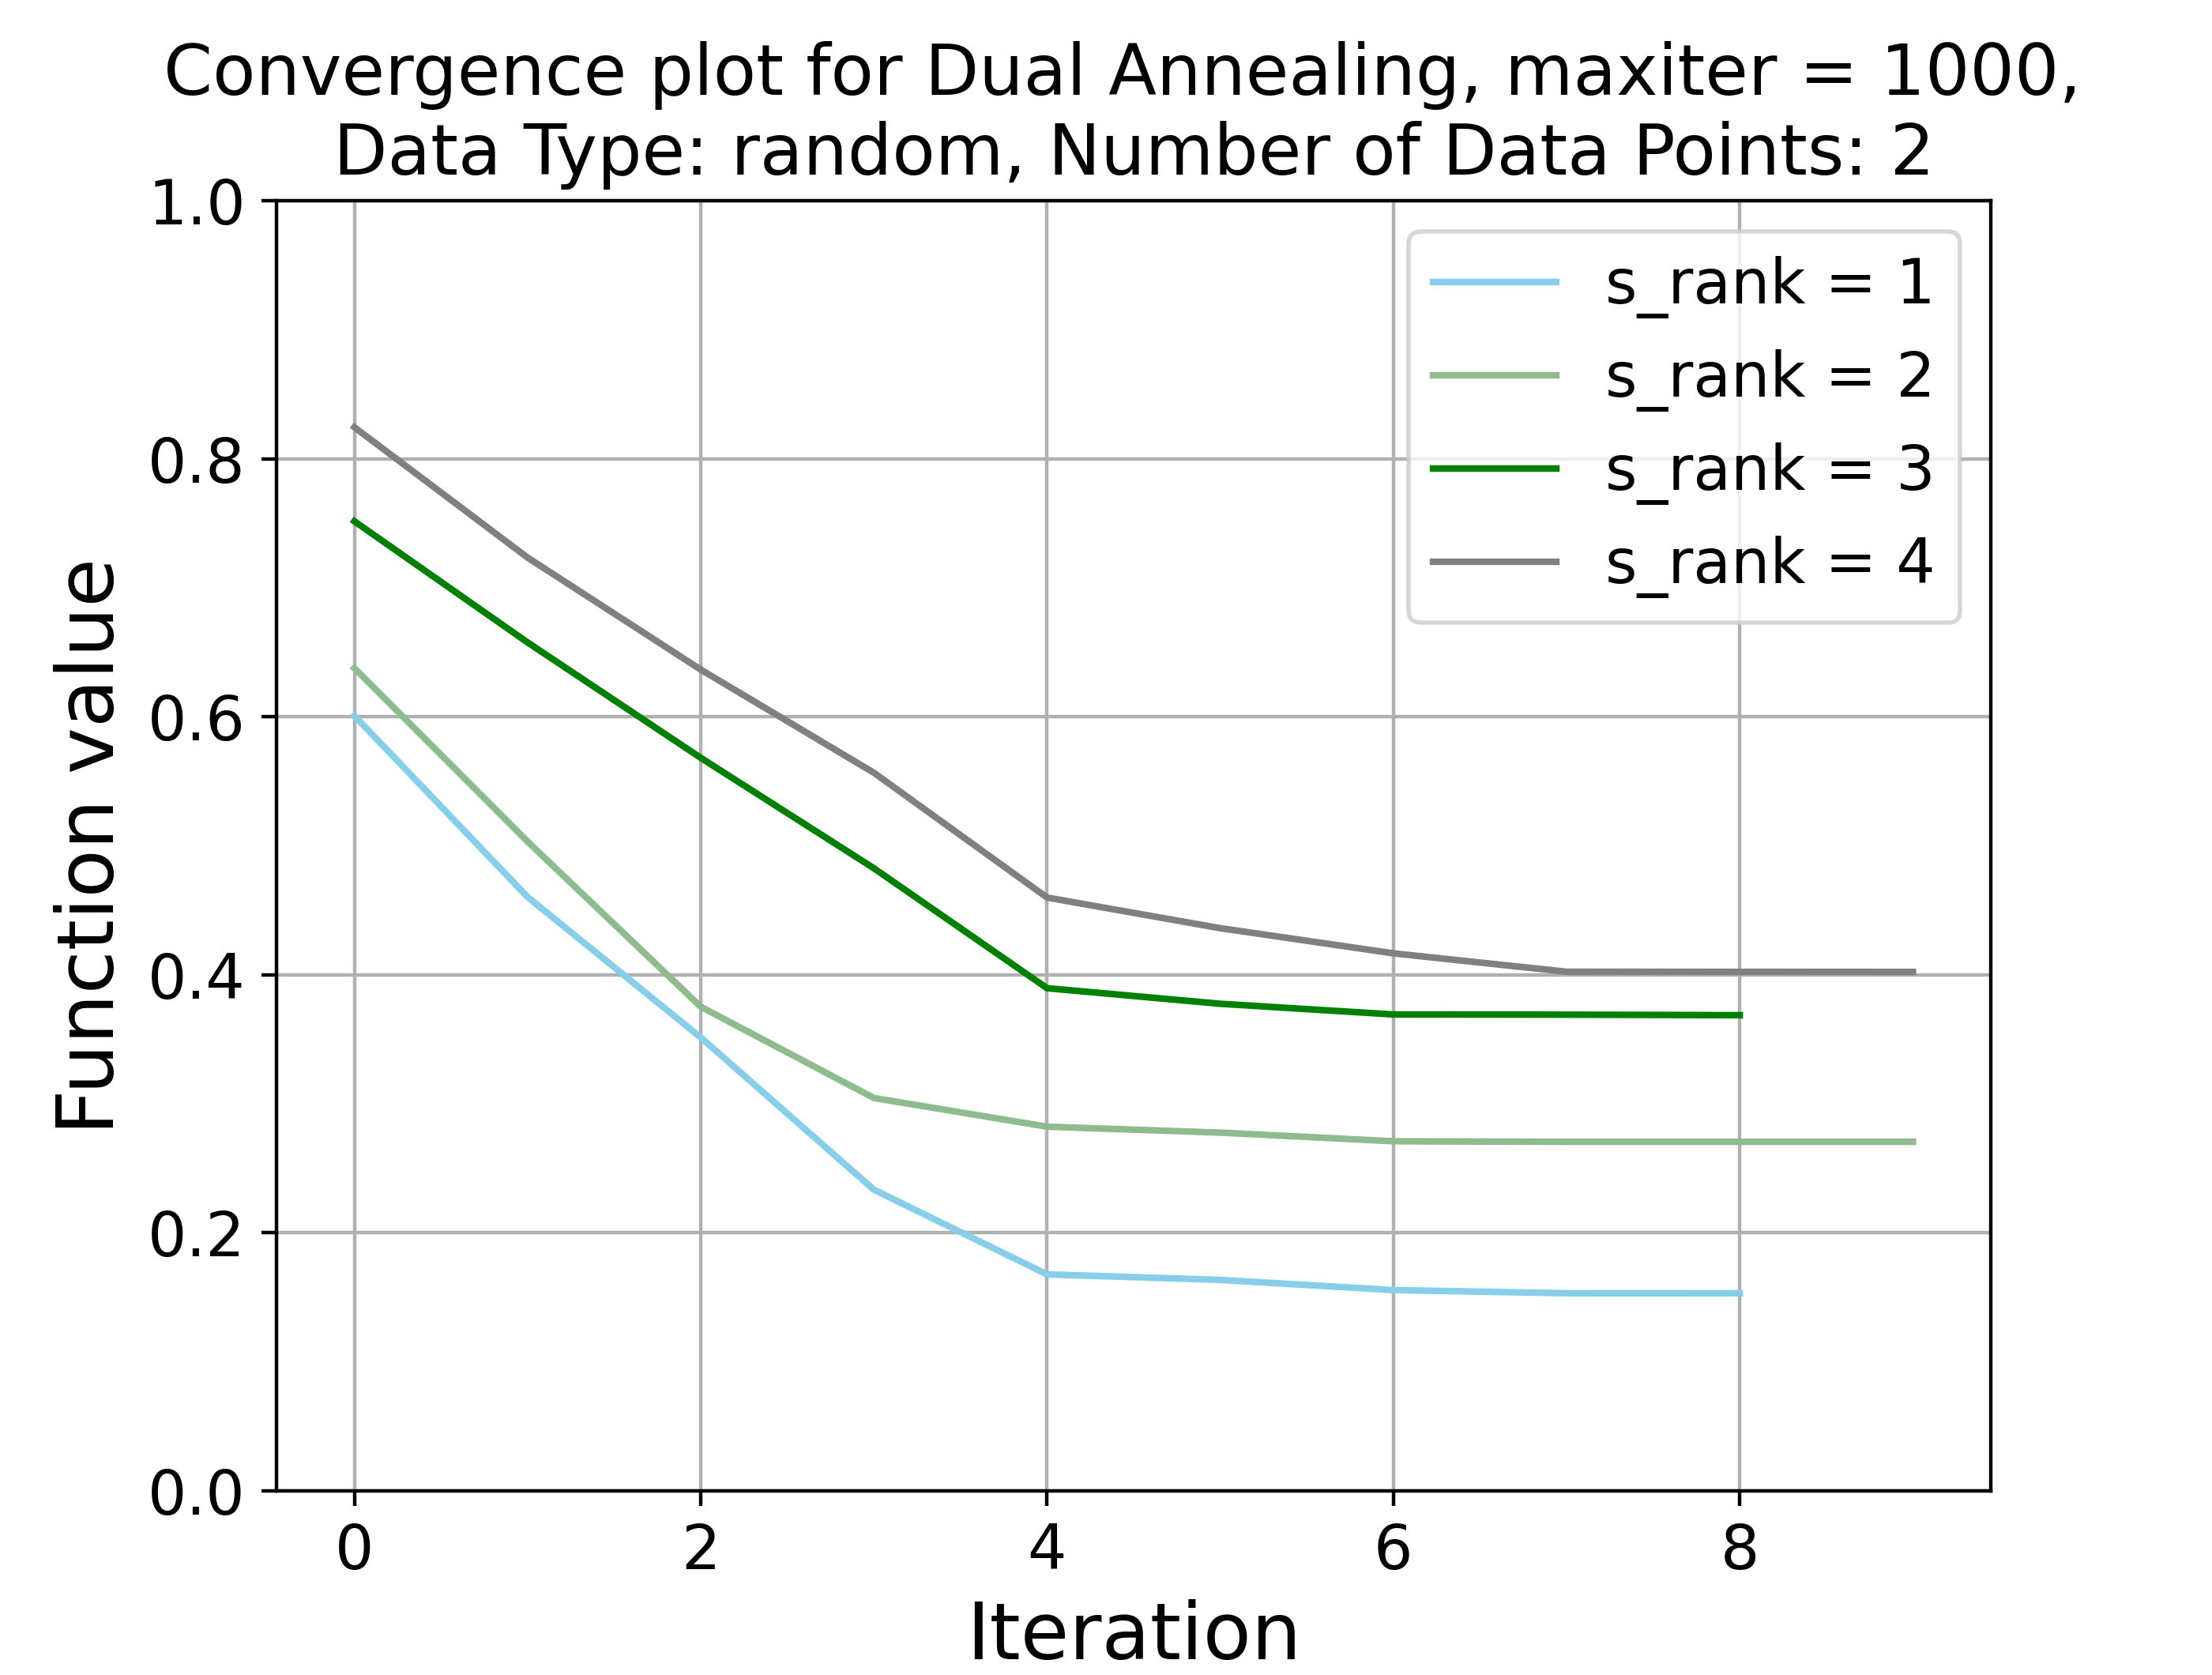 Convergence plot for Dual Annealing, maxiter = 1000,
Data Type: random, Number of Data Points: 2
1.0
0.8
0.6
0.4
0.2
0.0
Function value
s_rank = 1
s_rank = 2
s_rank = 3
s_rank = 4
0 2 4 6 8
Iteration